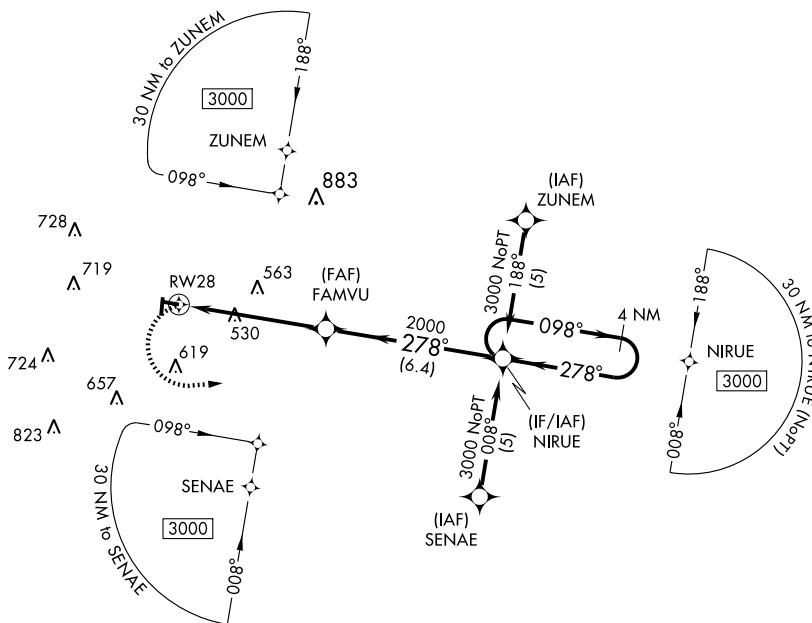 30 NM to ZUNEM
188°
3000
ZUNEM
098°
883
(IAF)
ZUNEM
728
719
RW28
563
(FAF)
FAMVU
3000 NoPT
188°
(5)
4 NM
098°
530
2000
278°
(6.4)
278°
724
619
657
823
(IF/IAF)
NIRUE
3000 NoPT
008°
(5)
(IAF)
SENAE
188°
30 NM to NIRUE (NoPT)
NIRUE
3000
008°
098°
SENAE
30 NM to SENAE
3000
008°